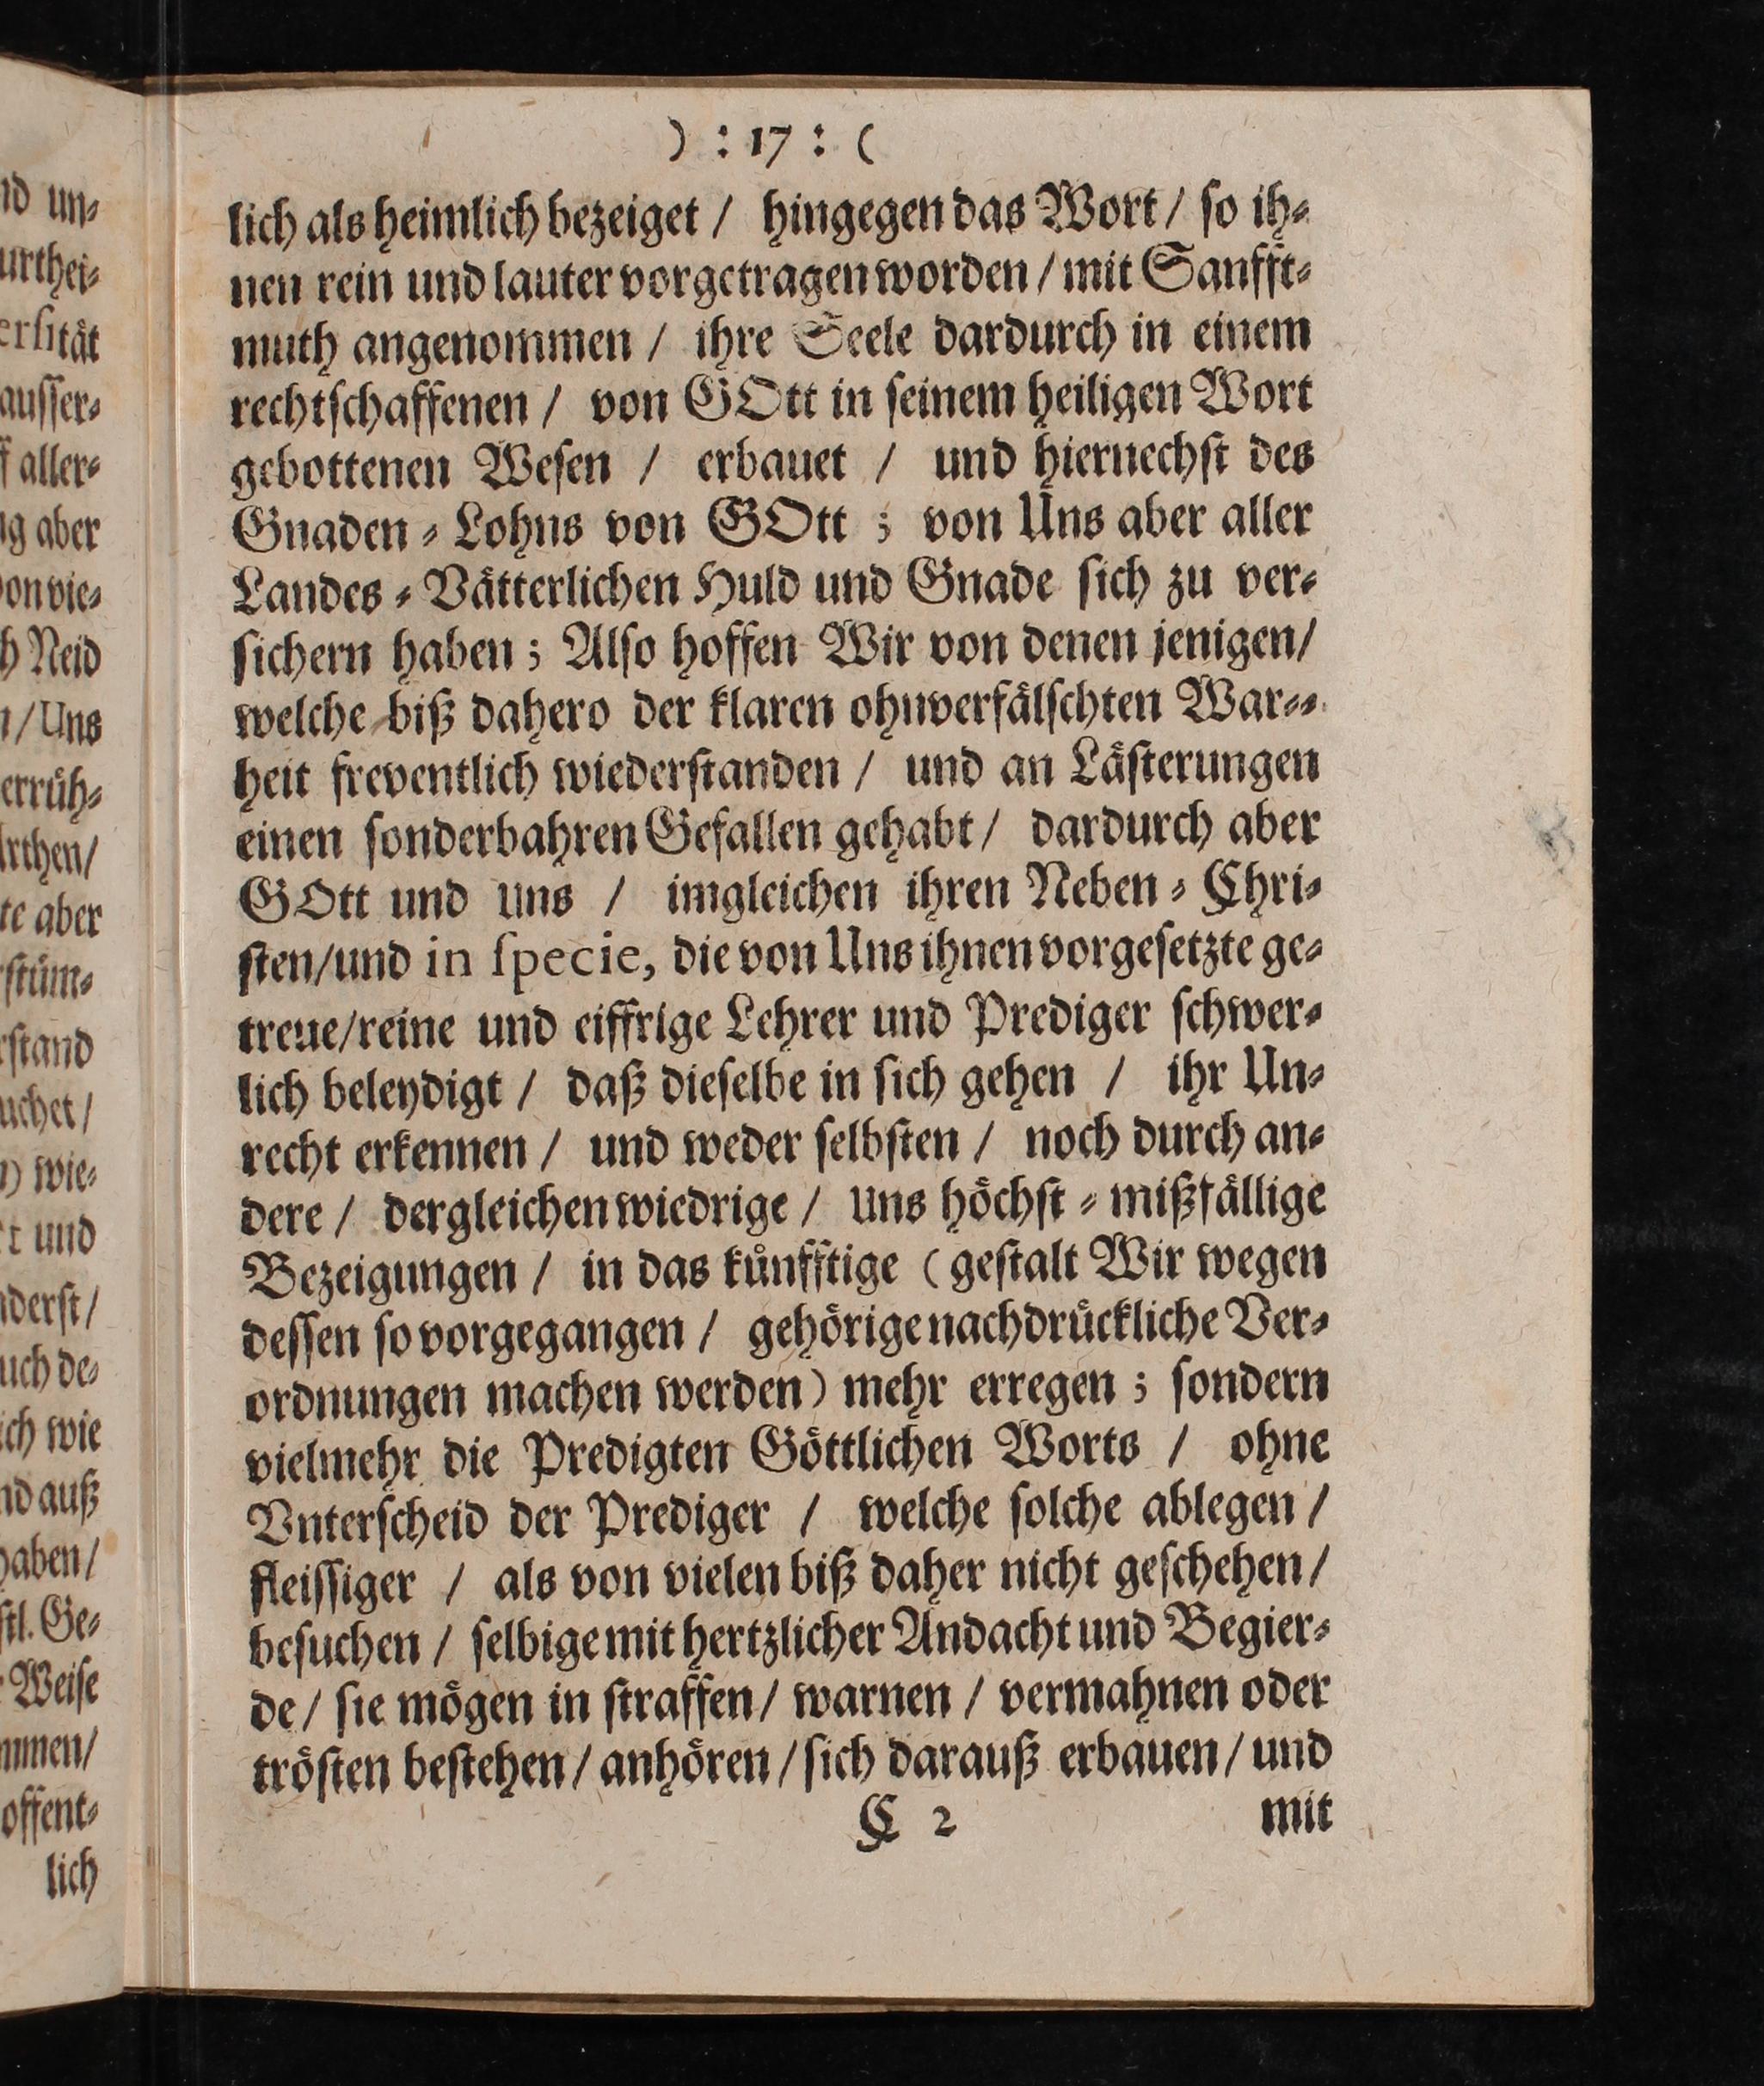 ) : 17 : (
lich als heimlich bezeiget / hingegen das Wort / ſo ih⸗
nen rein und lauter vorgetragen worden / mit Sanfft⸗
muth angenommen / ihre Seele dardurch in einem
rechtſchaffenen / von GOtt in ſeinem heiligen Wort
gebottenen Weſen / erbauet / und hiernechſt des
Gnaden ⸗ Lohns von GOtt ; von Uns aber aller
Landes ⸗ Vätterlichen Huld und Gnade ſich zu ver⸗
ſichern haben ; Alſo hoffen Wir von denen jenigen/
welche biß dahero der klaren ohnverfälſchten War⸗⸗
heit freventlich wiederſtanden / und an Läſterungen
einen ſonderbahren Gefallen gehabt / dardurch aber
GOtt und uns / imgleichen ihren Neben ⸗ Chri⸗
ſten/und in ſpecie, die von Uns ihnen vorgeſetzte ge⸗
treue/reine und eiffrige Lehrer und Prediger ſchwer⸗
lich beleydigt / daß dieſelbe in ſich gehen / ihr Un⸗
recht erkennen / und weder ſelbſten / noch durch an⸗
dere / dergleichen wiedrige / uns höchſt ⸗ mißfällige
Bezeigungen / in das künfftige ( geſtalt Wir wegen
deſſen ſo vorgegangen / gehörige nachdrückliche Ver⸗
ordnungen machen werden) mehr erregen ; ſondern
vielmehr die Predigten Göttlichen Worts / ohne
Vnterſcheid der Prediger / welche ſolche ablegen /
fleiſſiger / als von vielen biß daher nicht geſchehen /
beſuchen / ſelbige mit hertzlicher Andacht und Begier⸗
de / ſie mögen in ſtraffen / warnen / vermahnen oder
tröſten beſtehen / anhören / ſich darauß erbauen / und
C 2 mit